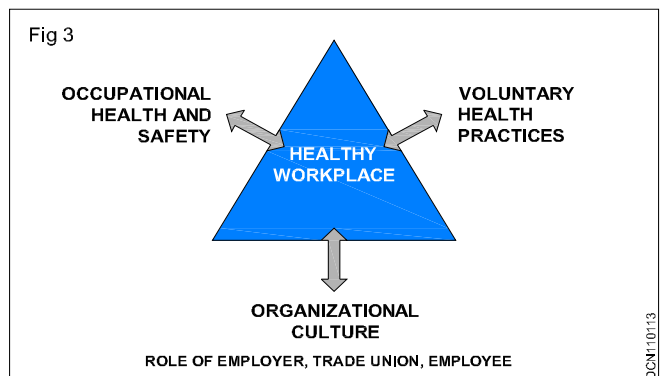 Fig 3
OCCUPATIONAL
HEALTH AND
SAFETY
VOLUNTARY
HEALTH
PRACTICES
HEALTHY
WORKPLACE
ORGANIZATIONAL
CULTURE
ROLE OF EMPLOYER, TRADE UNION, EMPLOYEE